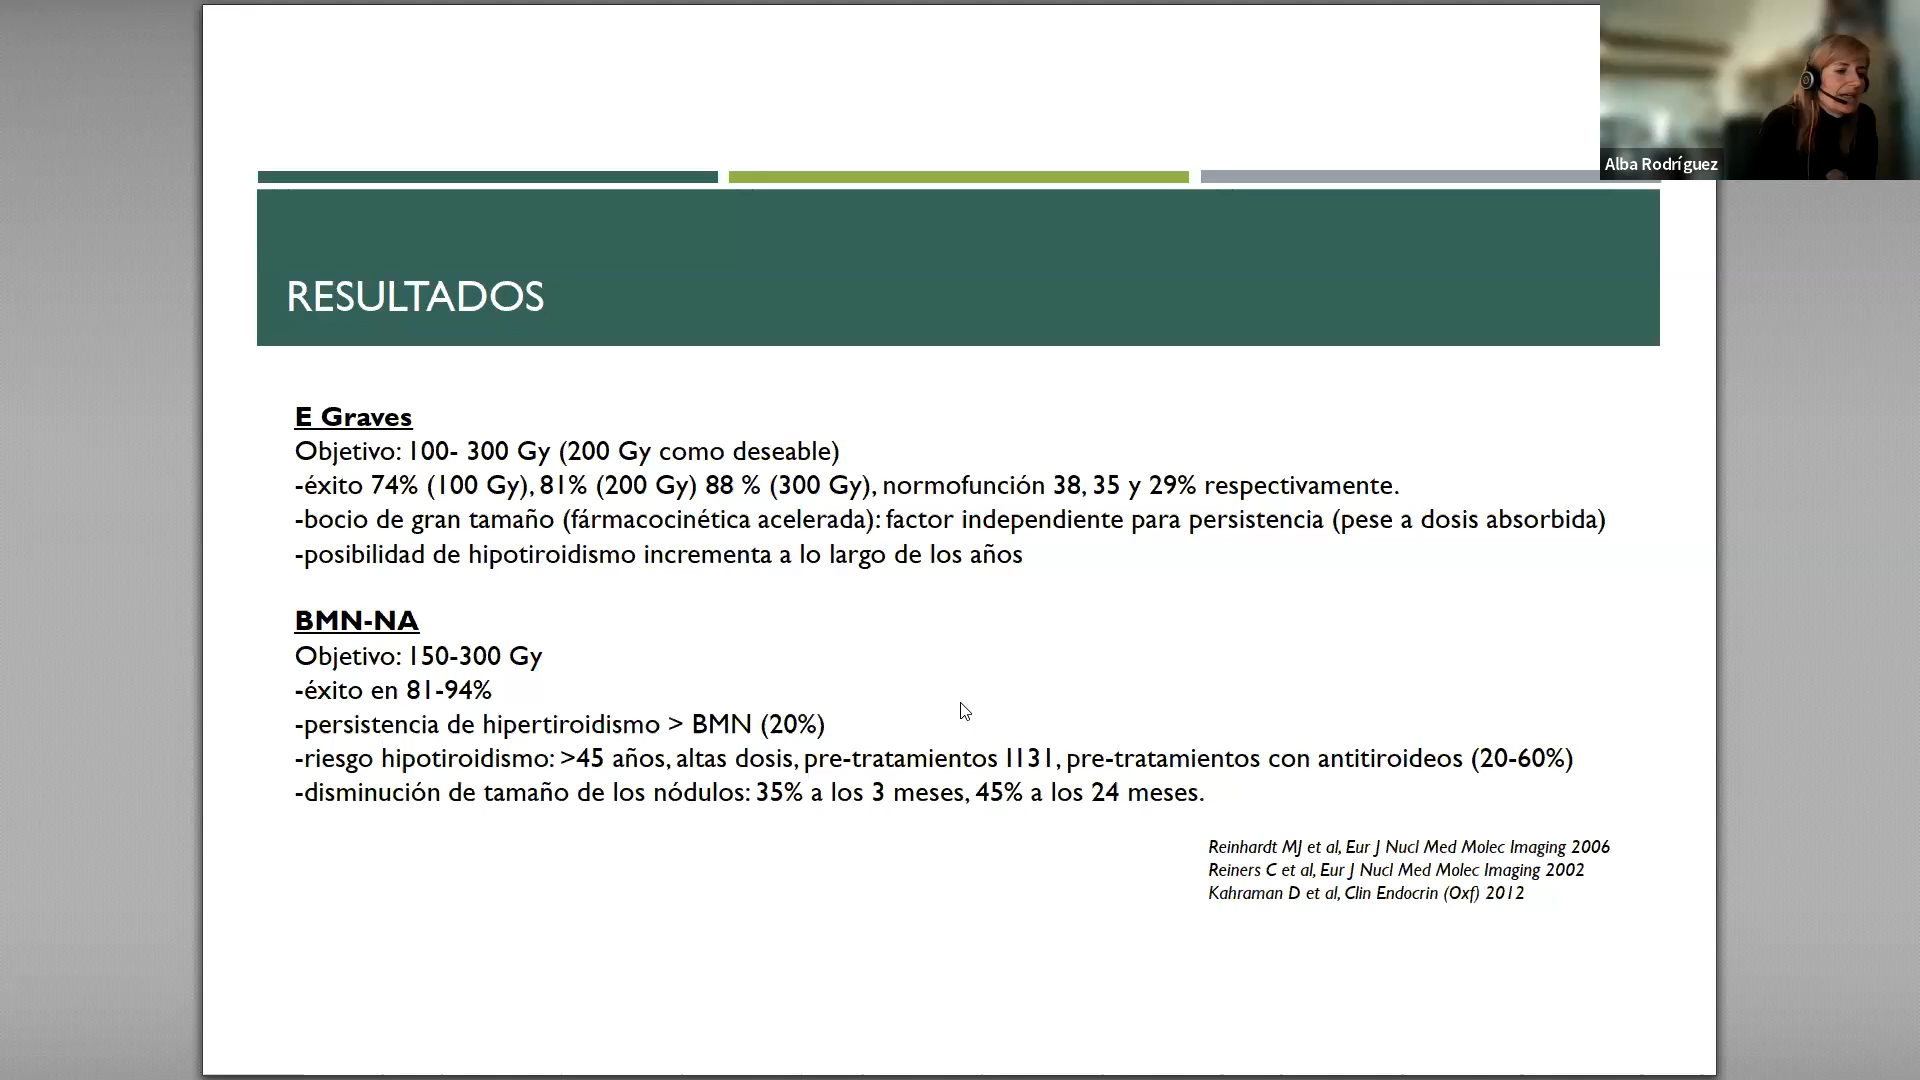 Alba Rodríguez
RESULTADOS
E Graves
Objetivo: 100- 300 Gy (200 Gy como deseable)
-éxito 74% (100 Gy), 81% (200 Gy) 88 % (300 Gy), normofunción 38, 35 y 29% respectivamente.
-bocio de gran tamaño (fármacocinética acelerada): factor independiente para persistencia (pese a dosis absorbida)
-posibilidad de hipotiroidismo incrementa a lo largo de los años
BMN-NA
Objetivo: 150-300 Gy
-éxito en 81-94%
-persistencia de hipertiroidismo > BMN (20%)
-riesgo hipotiroidismo: >45 años, altas dosis, pre-tratamientos I131, pre-tratamientos con antitiroideos (20-60%)
-disminución de tamaño de los nódulos: 35% a los 3 meses, 45% a los 24 meses.
Reinhardt MJ et al, Eur J Nucl Med Molec Imaging 2006
Reiners C et al, Eur J Nucl Med Molec Imaging 2002
Kahraman D et al, Clin Endocrin (Oxf) 2012